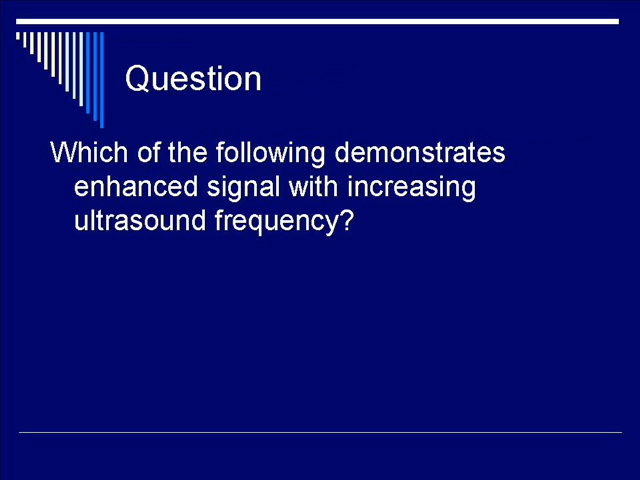 Question
Which of the following demonstrates
enhanced signal with increasing
ultrasound frequency?